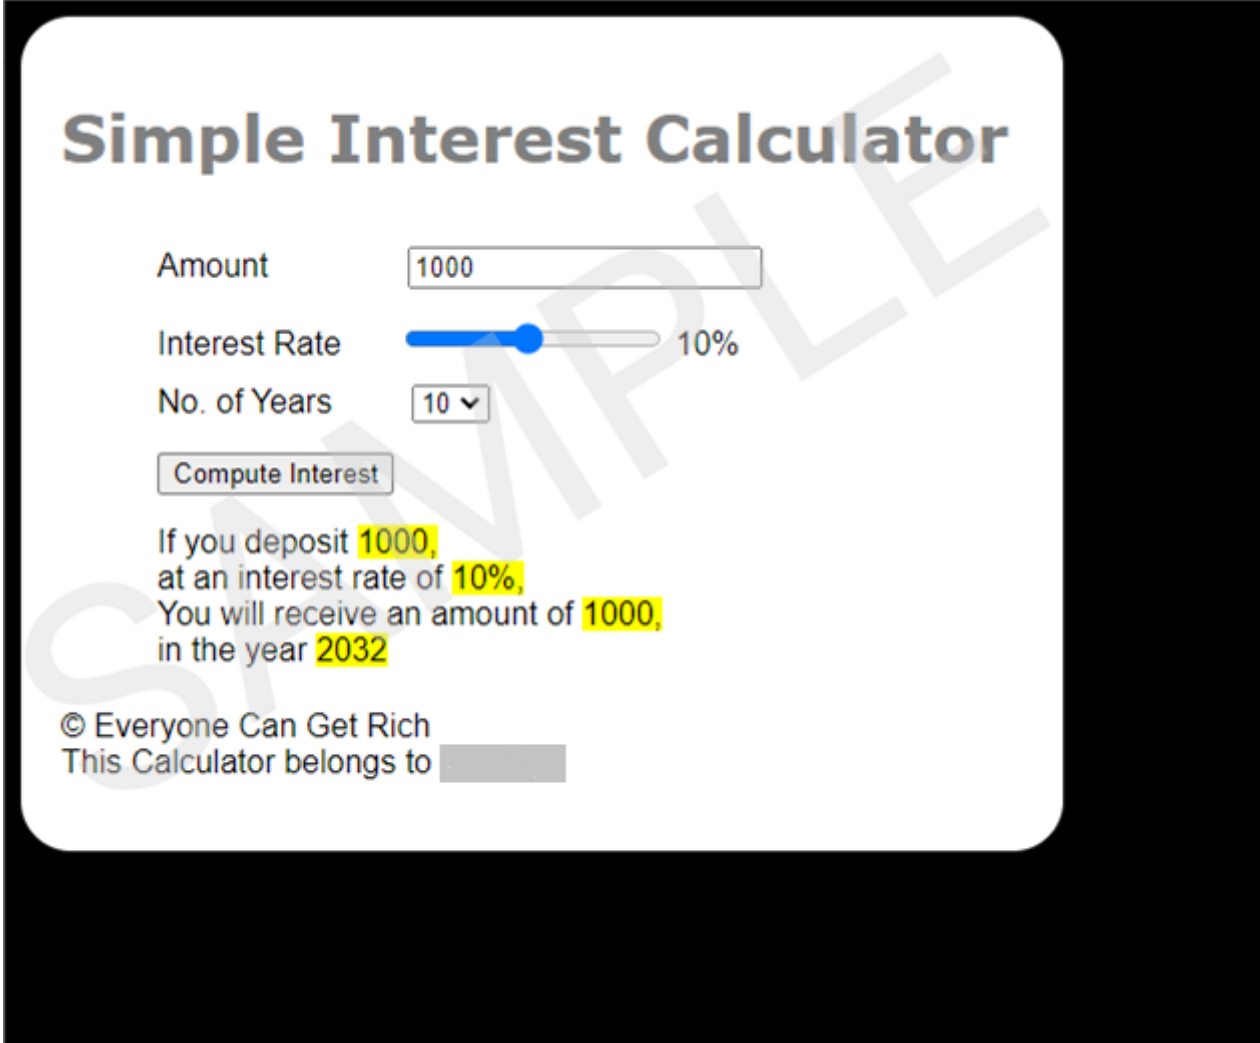 Simple Interest Calculator
Amount 1000
Interest Rate 10%
No. of Years 10
Compute Interest
If you deposit 1000,
at an interest rate of 10%,
You will receive an amount of 1000,
in the year 2032
© Everyone Can Get Rich
This Calculator belongs to
SAMPLE